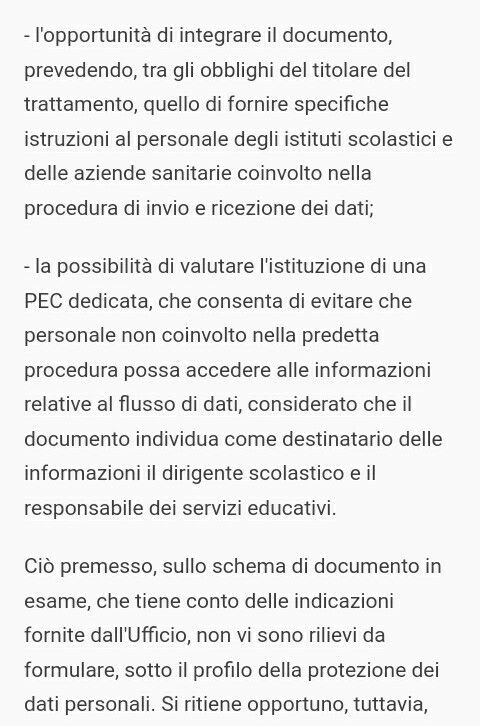 - l'opportunità di integrare il documento,
prevedendo, tra gli obblighi del titolare del
trattamento, quello di fornire specifiche
istruzioni al personale degli istituti scolastici e
delle aziende sanitarie coinvolto nella
procedura di invio e ricezione dei dati;
- la possibilità di valutare l'istituzione di una
PEC dedicata, che consenta di evitare che
personale non coinvolto nella predetta
procedura possa accedere alle informazioni
relative al flusso di dati, considerato che il
documento individua come destinatario delle
informazioni il dirigente scolastico e il
responsabile dei servizi educativi.
Ciò premesso, sullo schema di documento in
esame, che tiene conto delle indicazioni
fornite dall'Ufficio, non vi sono rilievi da
formulare, sotto il profilo della protezione dei
dati personali. Si ritiene opportuno, tuttavia,